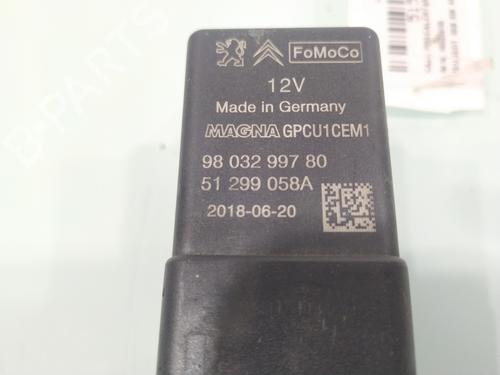 FoMoCo
12V
Made in Germany
MAGNA GPCU1CEM1
98 032 997 80
51 299 058A
2018-06-20